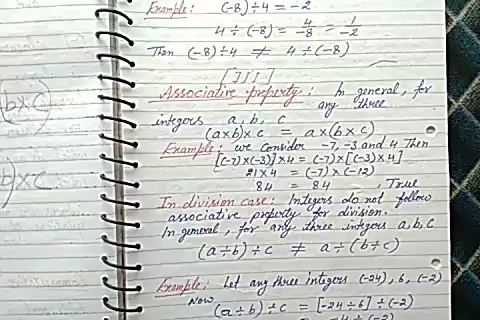 b×c)
)×c
Example: (-8)÷4 = -2
4÷(-8) = 4/-8 = 1/-2
Then (-8)÷4 ≠ 4÷(-8)
[III]
Associative property: In general, for
any three
integers a, b, c
(a×b)×c = a×(b×c)
Example: we Consider -7, -3 and 4 Then
[(-7)×(-3)]×4 = (-7)×[(-3)×4]
21×4 = (-7)×(-12)
84 = 84 , True
In division case: Integers do not follow
associative property for division.
In general, for any three integers a, b, c
(a÷b)÷c ≠ a÷(b÷c)
Example: Let any three integers (-24), 6, (-2)
Now
(a÷b)÷c = [-24÷6]÷(-2)
= -4÷(-2)